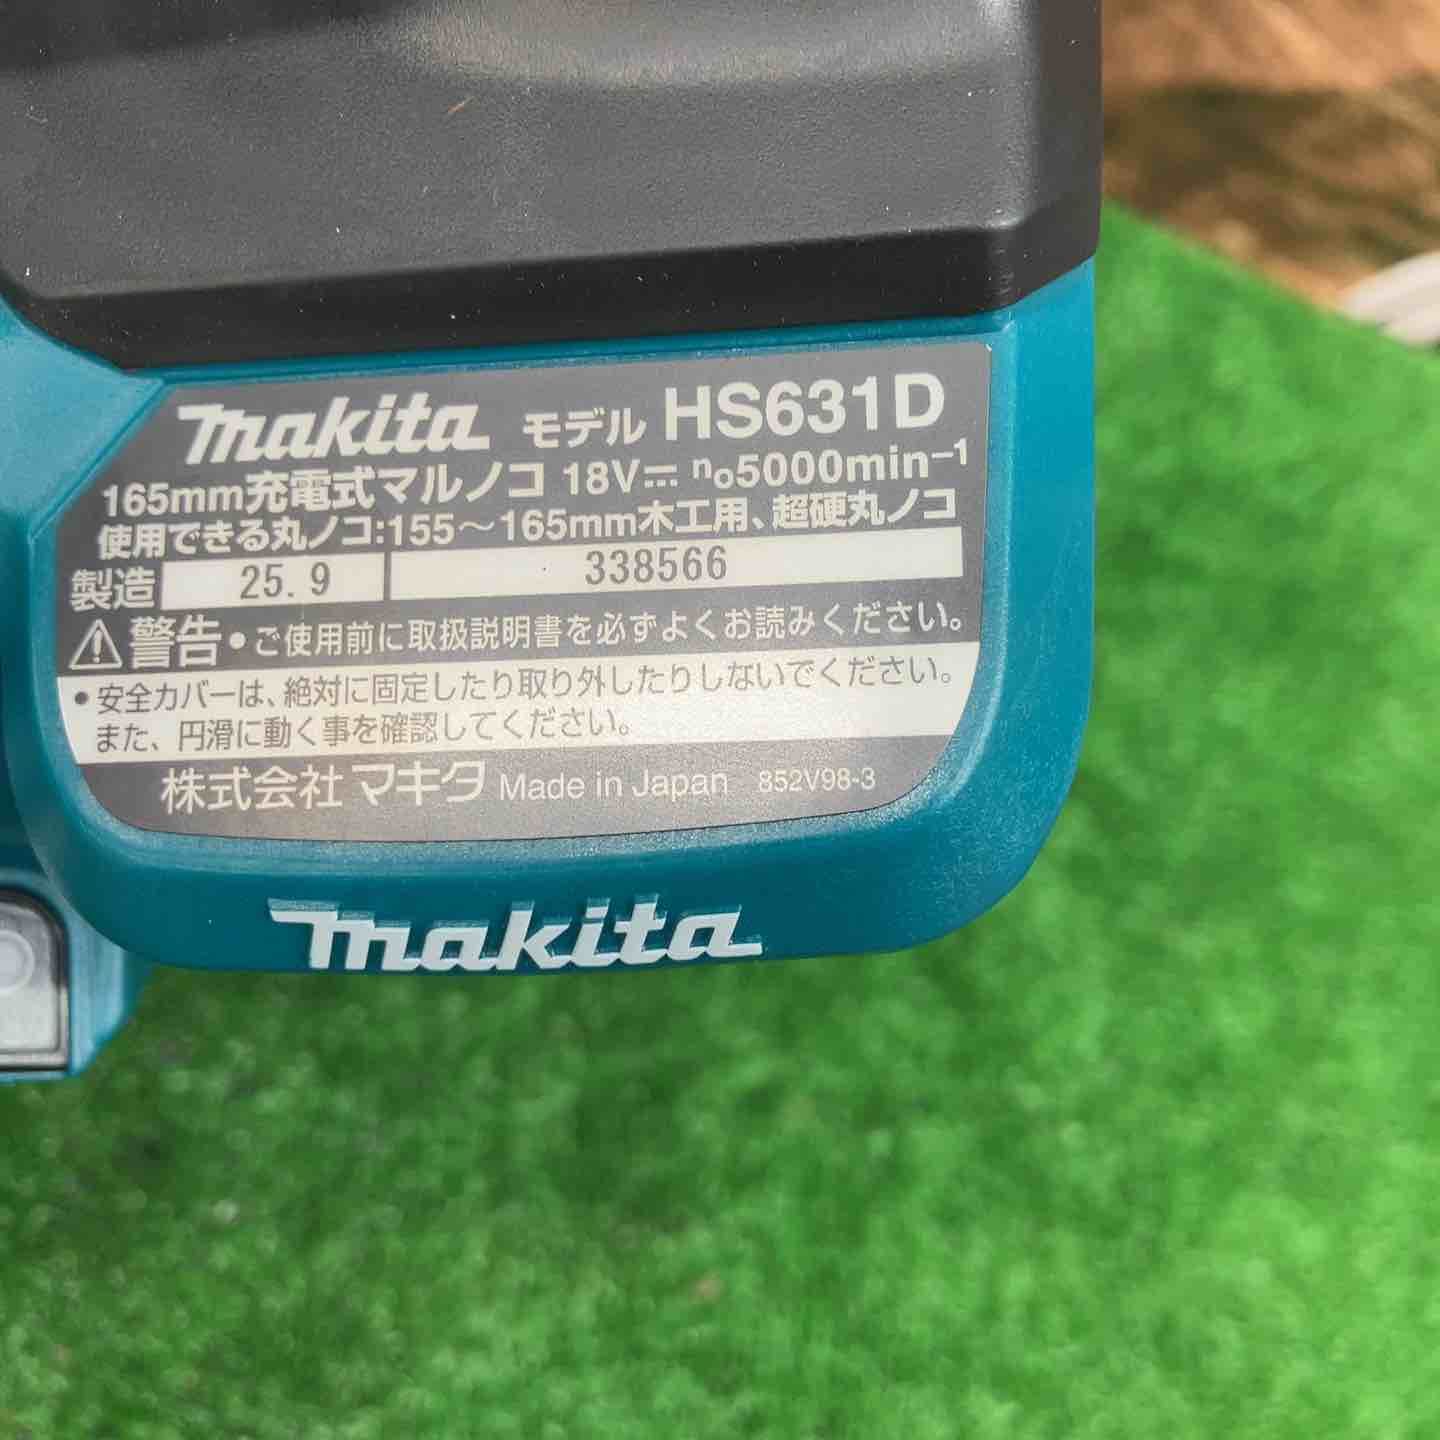 makita モデル HS631D
165mm充電式マルノコ 18V⎓ n₀5000min⁻¹
使用できる丸ノコ:155～165mm木工用、超硬丸ノコ
製造 25.9 338566
⚠警告 •ご使用前に取扱説明書を必ずよくお読みください。
•安全カバーは、絶対に固定したり取り外したりしないでください。
また、円滑に動く事を確認してください。
株式会社マキタ Made in Japan 852V98-3
makita